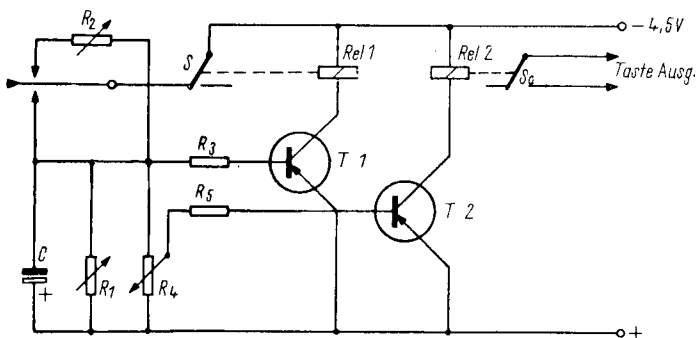 R2
S
Rel 1
Rel 2
– 4,5V
Sa
Taste Ausg.
R3
T 1
R5
T 2
C
+
R1
R4
+